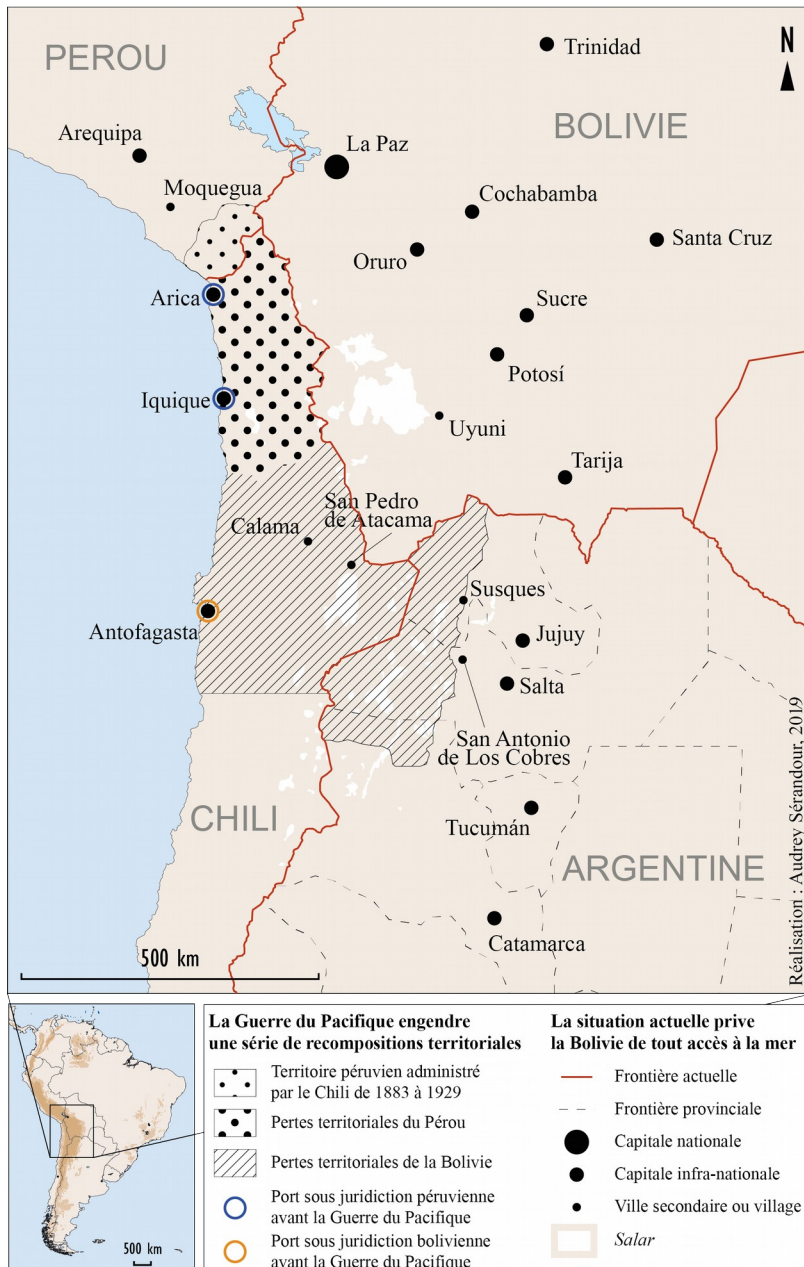 PEROU
Trinidad
N
BOLIVIE
Arequipa
La Paz
Moquegua
Cochabamba
Santa Cruz
Oruro
Arica
Sucre
Potosí
Iquique
Uyuni
Tarija
San Pedro
de Atacama
Calama
Susques
Antofagasta
Jujuy
Salta
San Antonio
de Los Cobres
CHILI
Tucumán
ARGENTINE
Catamarca
500 km
Réalisation : Audrey Sérandour, 2019
500 km
La Guerre du Pacifique engendre
une série de recompositions territoriales
Territoire péruvien administré
par le Chili de 1883 à 1929
Pertes territoriales du Pérou
Pertes territoriales de la Bolivie
Port sous juridiction péruvienne
avant la Guerre du Pacifique
Port sous juridiction bolivienne
avant la Guerre du Pacifique
La situation actuelle prive
la Bolivie de tout accès à la mer
Frontière actuelle
Frontière provinciale
Capitale nationale
Capitale infra-nationale
Ville secondaire ou village
Salar